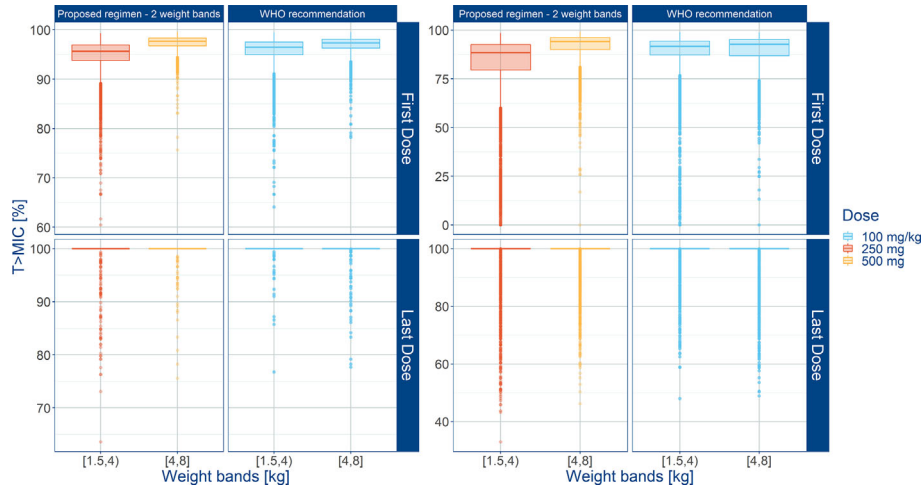 Proposed regimen - 2 weight bands
WHO recommendation
Proposed regimen - 2 weight bands
WHO recommendation
100
90
80
70
60
First Dose
100
75
50
25
0
First Dose
T>MIC [%]
100
90
80
70
Last Dose
100
80
60
40
Last Dose
[1.5,4)
[4,8]
[1.5,4)
[4,8]
Weight bands [kg]
[1.5,4)
[4,8]
[1.5,4)
[4,8]
Weight bands [kg]
Dose
100 mg/kg
250 mg
500 mg